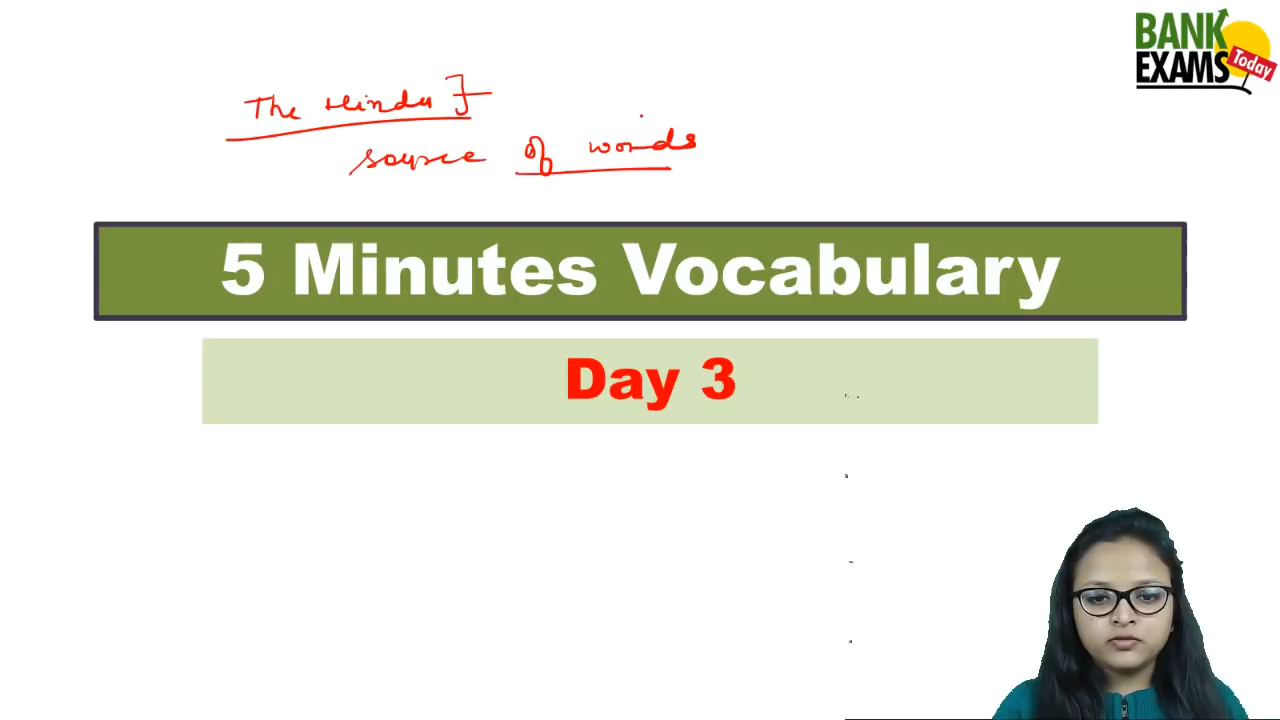 BANK
EXAMS Today
The Hindu
source of words
5 Minutes Vocabulary
Day 3